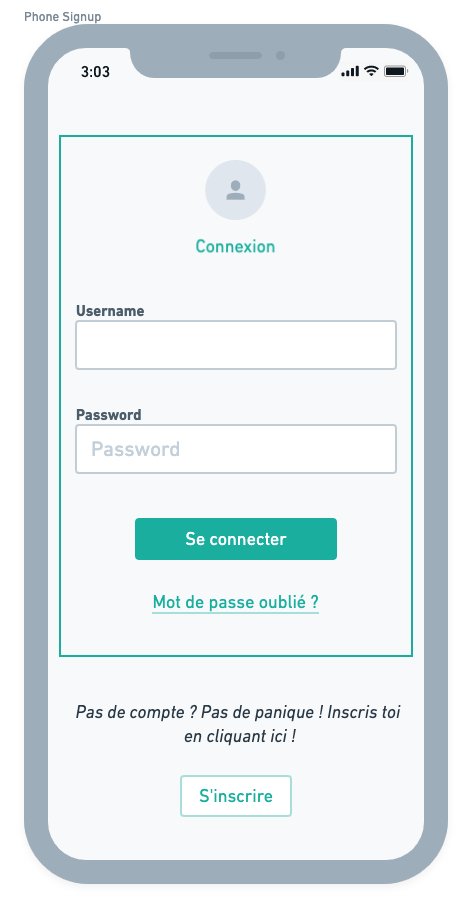 Phone Signup
3:03
Connexion
Username
Password
Password
Se connecter
Mot de passe oublié ?
Pas de compte ? Pas de panique ! Inscris toi
en cliquant ici !
S'inscrire